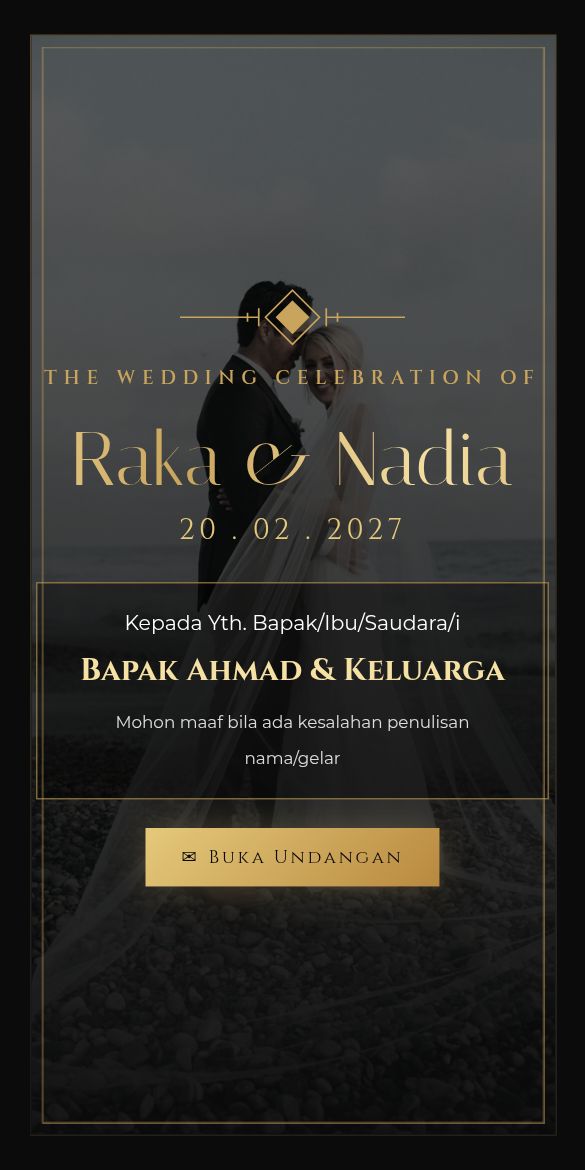 THE WEDDING CELEBRATION OF
Raka & Nadia
20 . 02 . 2027
Kepada Yth. Bapak/Ibu/Saudara/i
BAPAK AHMAD & KELUARGA
Mohon maaf bila ada kesalahan penulisan
nama/gelar
✉ BUKA UNDANGAN